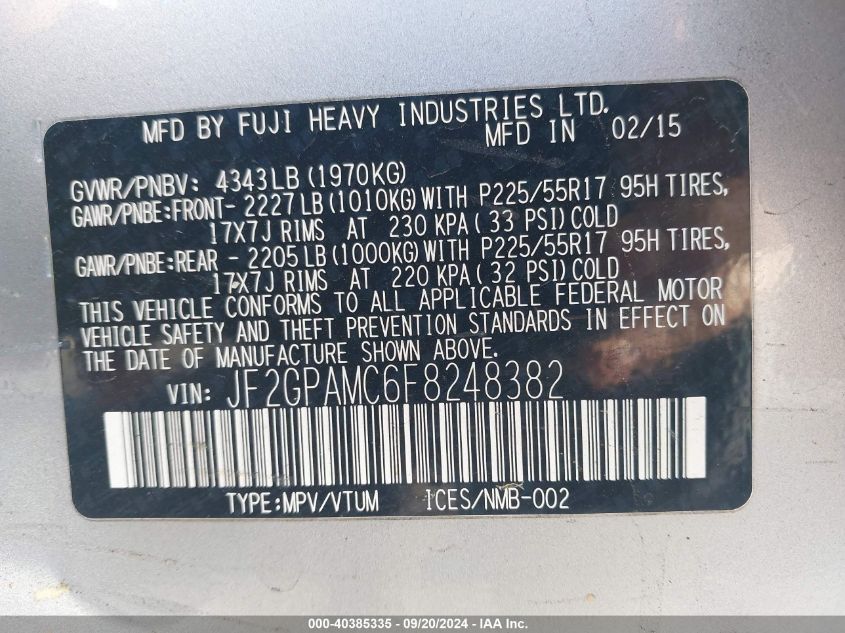 MFD BY FUJI HEAVY INDUSTRIES LTD.
MFD IN 02/15
GVWR/PNBV: 4343LB (1970KG)
GAWR/PNBE:FRONT- 2227LB(1010KG)WITH P225/55R17 95H TIRES,
17X7J RIMS AT 230 KPA( 33 PSI)COLD
GAWR/PNBE:REAR - 2205LB(1000KG)WITH P225/55R17 95H TIRES,
17X7J RIMS AT 220 KPA( 32 PSI)COLD
THIS VEHICLE CONFORMS TO ALL APPLICABLE FEDERAL MOTOR
VEHICLE SAFETY AND THEFT PREVENTION STANDARDS IN EFFECT ON
THE DATE OF MANUFACTURE SHOWN ABOVE.
VIN: JF2GPAMC6F8248382
TYPE:MPV/VTUM ICES/NMB-002
000-40385335 - 09/20/2024 - IAA Inc.